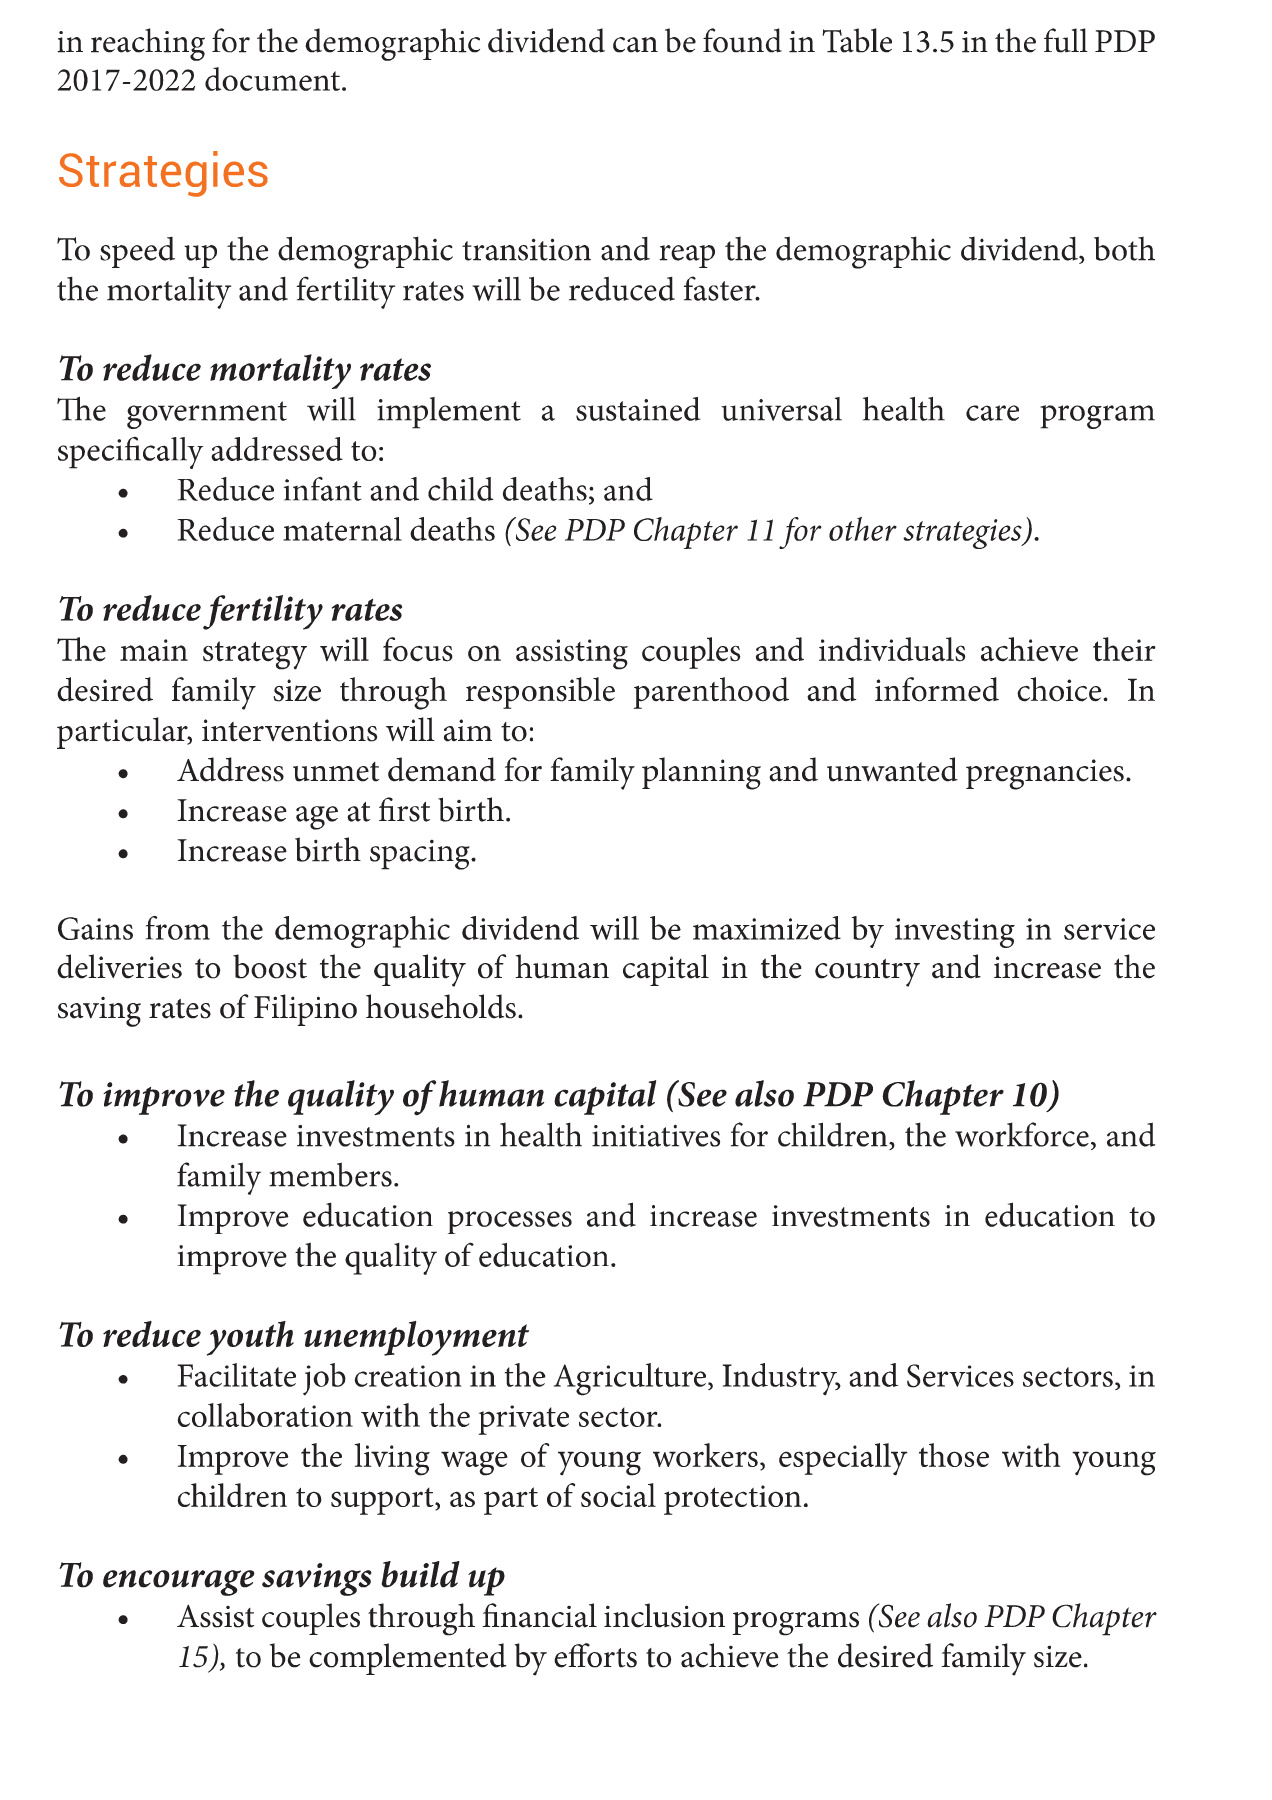 in reaching for the demographic dividend can be found in Table 13.5 in the full PDP
2017-2022 document.
Strategies
To speed up the demographic transition and reap the demographic dividend, both
the mortality and fertility rates will be reduced faster.
To reduce mortality rates
The government will implement a sustained universal health care program
specifically addressed to:
• Reduce infant and child deaths; and
• Reduce maternal deaths (See PDP Chapter 11 for other strategies).
To reduce fertility rates
The main strategy will focus on assisting couples and individuals achieve their
desired family size through responsible parenthood and informed choice. In
particular, interventions will aim to:
• Address unmet demand for family planning and unwanted pregnancies.
• Increase age at first birth.
• Increase birth spacing.
Gains from the demographic dividend will be maximized by investing in service
deliveries to boost the quality of human capital in the country and increase the
saving rates of Filipino households.
To improve the quality of human capital (See also PDP Chapter 10)
• Increase investments in health initiatives for children, the workforce, and
family members.
• Improve education processes and increase investments in education to
improve the quality of education.
To reduce youth unemployment
• Facilitate job creation in the Agriculture, Industry, and Services sectors, in
collaboration with the private sector.
• Improve the living wage of young workers, especially those with young
children to support, as part of social protection.
To encourage savings build up
• Assist couples through financial inclusion programs (See also PDP Chapter
15), to be complemented by efforts to achieve the desired family size.